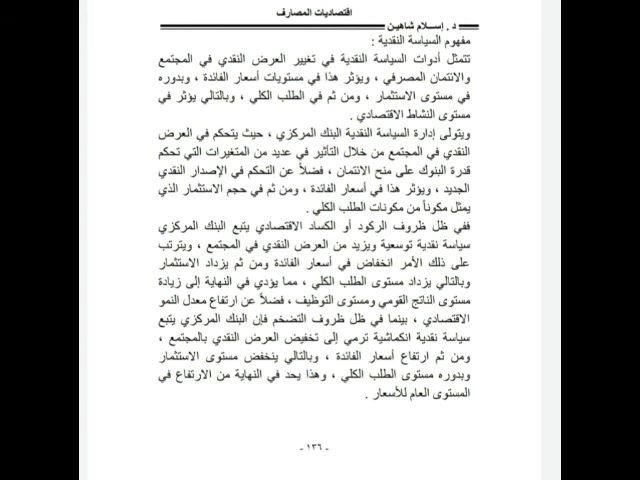 اقتصاديات المصارف
د . إســلام شاهين
مفهوم السياسة النقدية :
تتمثل أدوات السياسة النقدية في تغيير العرض النقدي في المجتمع
والائتمان المصرفي ، ويؤثر هذا في مستويات أسعار الفائدة ، وبدوره
في مستوى الاستثمار ، ومن ثم في الطلب الكلي ، وبالتالي يؤثر في
مستوى النشاط الاقتصادي .
ويتولى إدارة السياسة النقدية البنك المركزي ، حيث يتحكم في العرض
النقدي في المجتمع من خلال التأثير في عديد من المتغيرات التي تحكم
قدرة البنوك على منح الائتمان ، فضلاً عن التحكم في الإصدار النقدي
الجديد ، ويؤثر هذا في أسعار الفائدة ، ومن ثم في حجم الاستثمار الذي
يمثل مكوناً من مكونات الطلب الكلي .
ففي ظل ظروف الركود أو الكساد الاقتصادي يتبع البنك المركزي
سياسة نقدية توسعية ويزيد من العرض النقدي في المجتمع ، ويترتب
على ذلك الأمر انخفاض في أسعار الفائدة ومن ثم يزداد الاستثمار
وبالتالي يزداد مستوى الطلب الكلي ، مما يؤدي في النهاية إلى زيادة
مستوى الناتج القومي ومستوى التوظيف ، فضلاً عن ارتفاع معدل النمو
الاقتصادي ، بينما في ظل ظروف التضخم فإن البنك المركزي يتبع
سياسة نقدية انكماشية ترمي إلى تخفيض العرض النقدي بالمجتمع ،
ومن ثم ارتفاع أسعار الفائدة ، وبالتالي ينخفض مستوى الاستثمار
وبدوره مستوى الطلب الكلي ، وهذا يحد في النهاية من الارتفاع في
المستوى العام للأسعار .
- ١٣٦ -